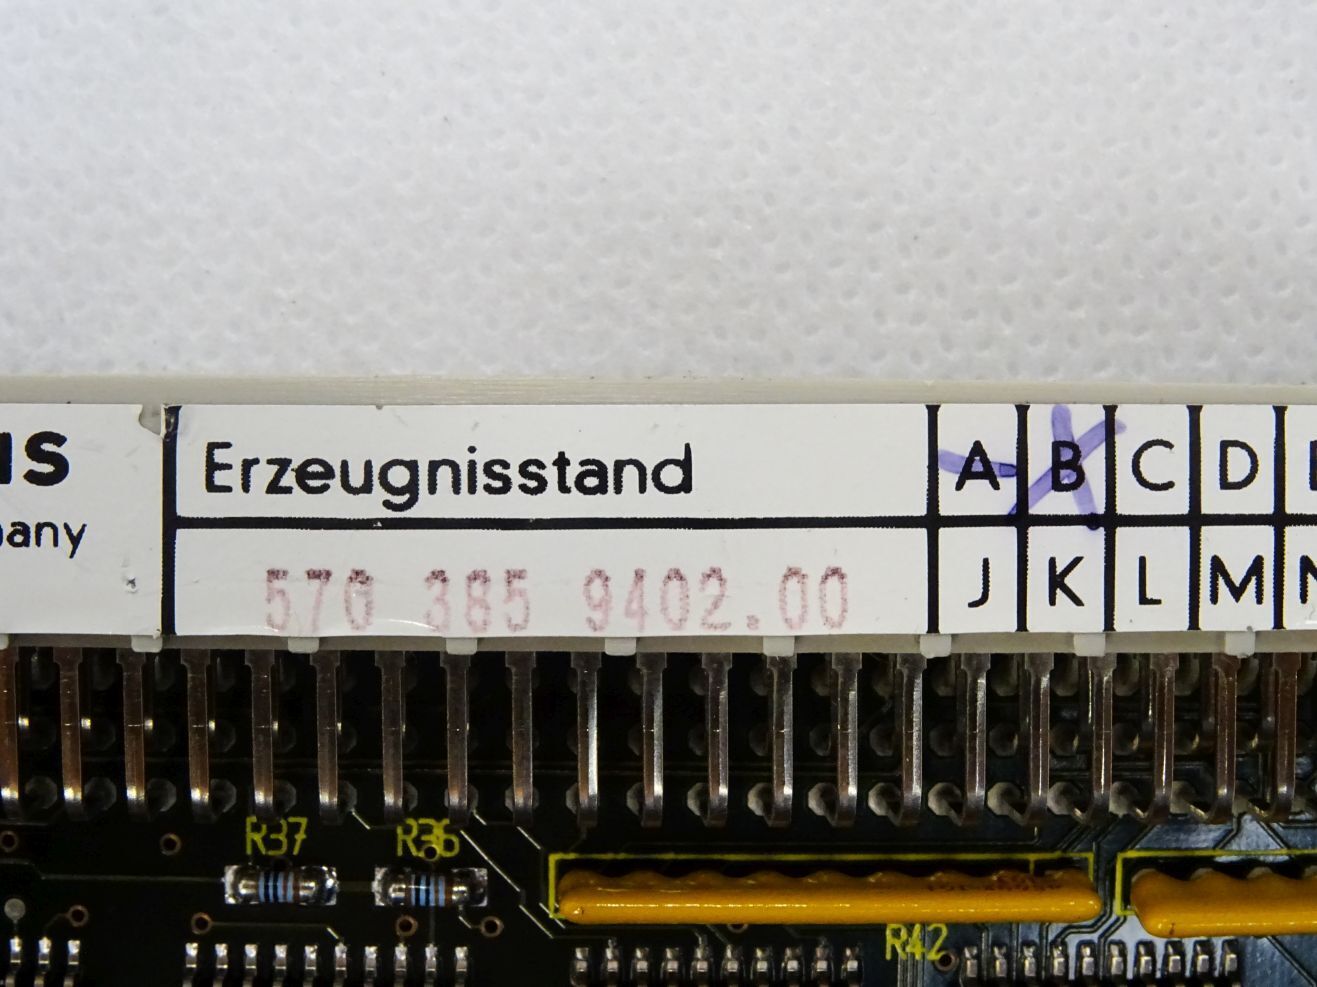 Erzeugnisstand A B C D
570 385 9402.00 J K L M
R37 R36
R42